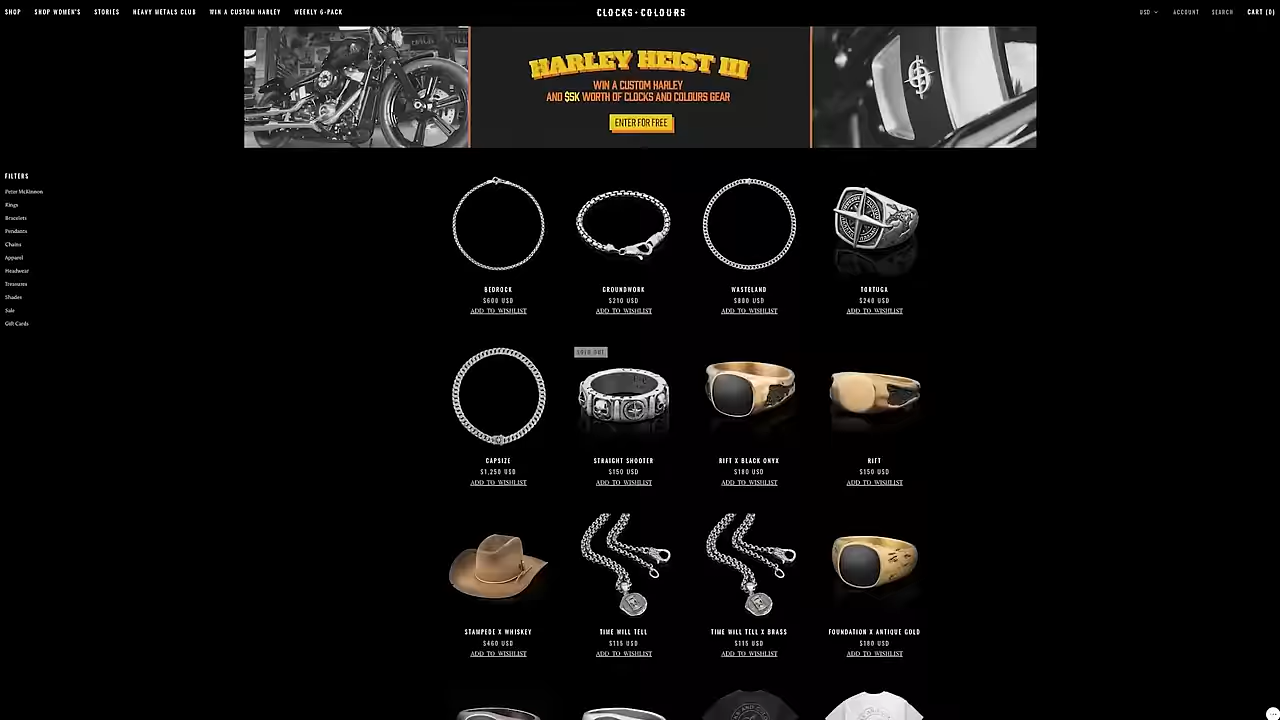 SHOP SHOP WOMEN'S STORIES HEAVY METALS CLUB WIN A CUSTOM HARLEY WEEKLY 6-PACK CLOCKS+COLOURS USD ACCOUNT SEARCH CART (0)
HARLEY HEIST III
WIN A CUSTOM HARLEY
AND $5K WORTH OF CLOCKS AND COLOURS GEAR
ENTER FOR FREE
FILTERS
Peter McKinnon
Rings
Bracelets
Pendants
Chains
Apparel
Headwear
Treasures
Shades
Sale
Gift Cards
BEDROCK GROUNDWORK WASTELAND TORTUGA
$600 USD $210 USD $800 USD $240 USD
ADD TO WISHLIST ADD TO WISHLIST ADD TO WISHLIST ADD TO WISHLIST
SOLD OUT
CAPSIZE STRAIGHT SHOOTER RIFT X BLACK ONYX RIFT
$1,250 USD $150 USD $180 USD $150 USD
ADD TO WISHLIST ADD TO WISHLIST ADD TO WISHLIST ADD TO WISHLIST
STAMPEDE X WHISKEY TIME WILL TELL TIME WILL TELL X BRASS FOUNDATION X ANTIQUE GOLD
$460 USD $115 USD $115 USD $180 USD
ADD TO WISHLIST ADD TO WISHLIST ADD TO WISHLIST ADD TO WISHLIST